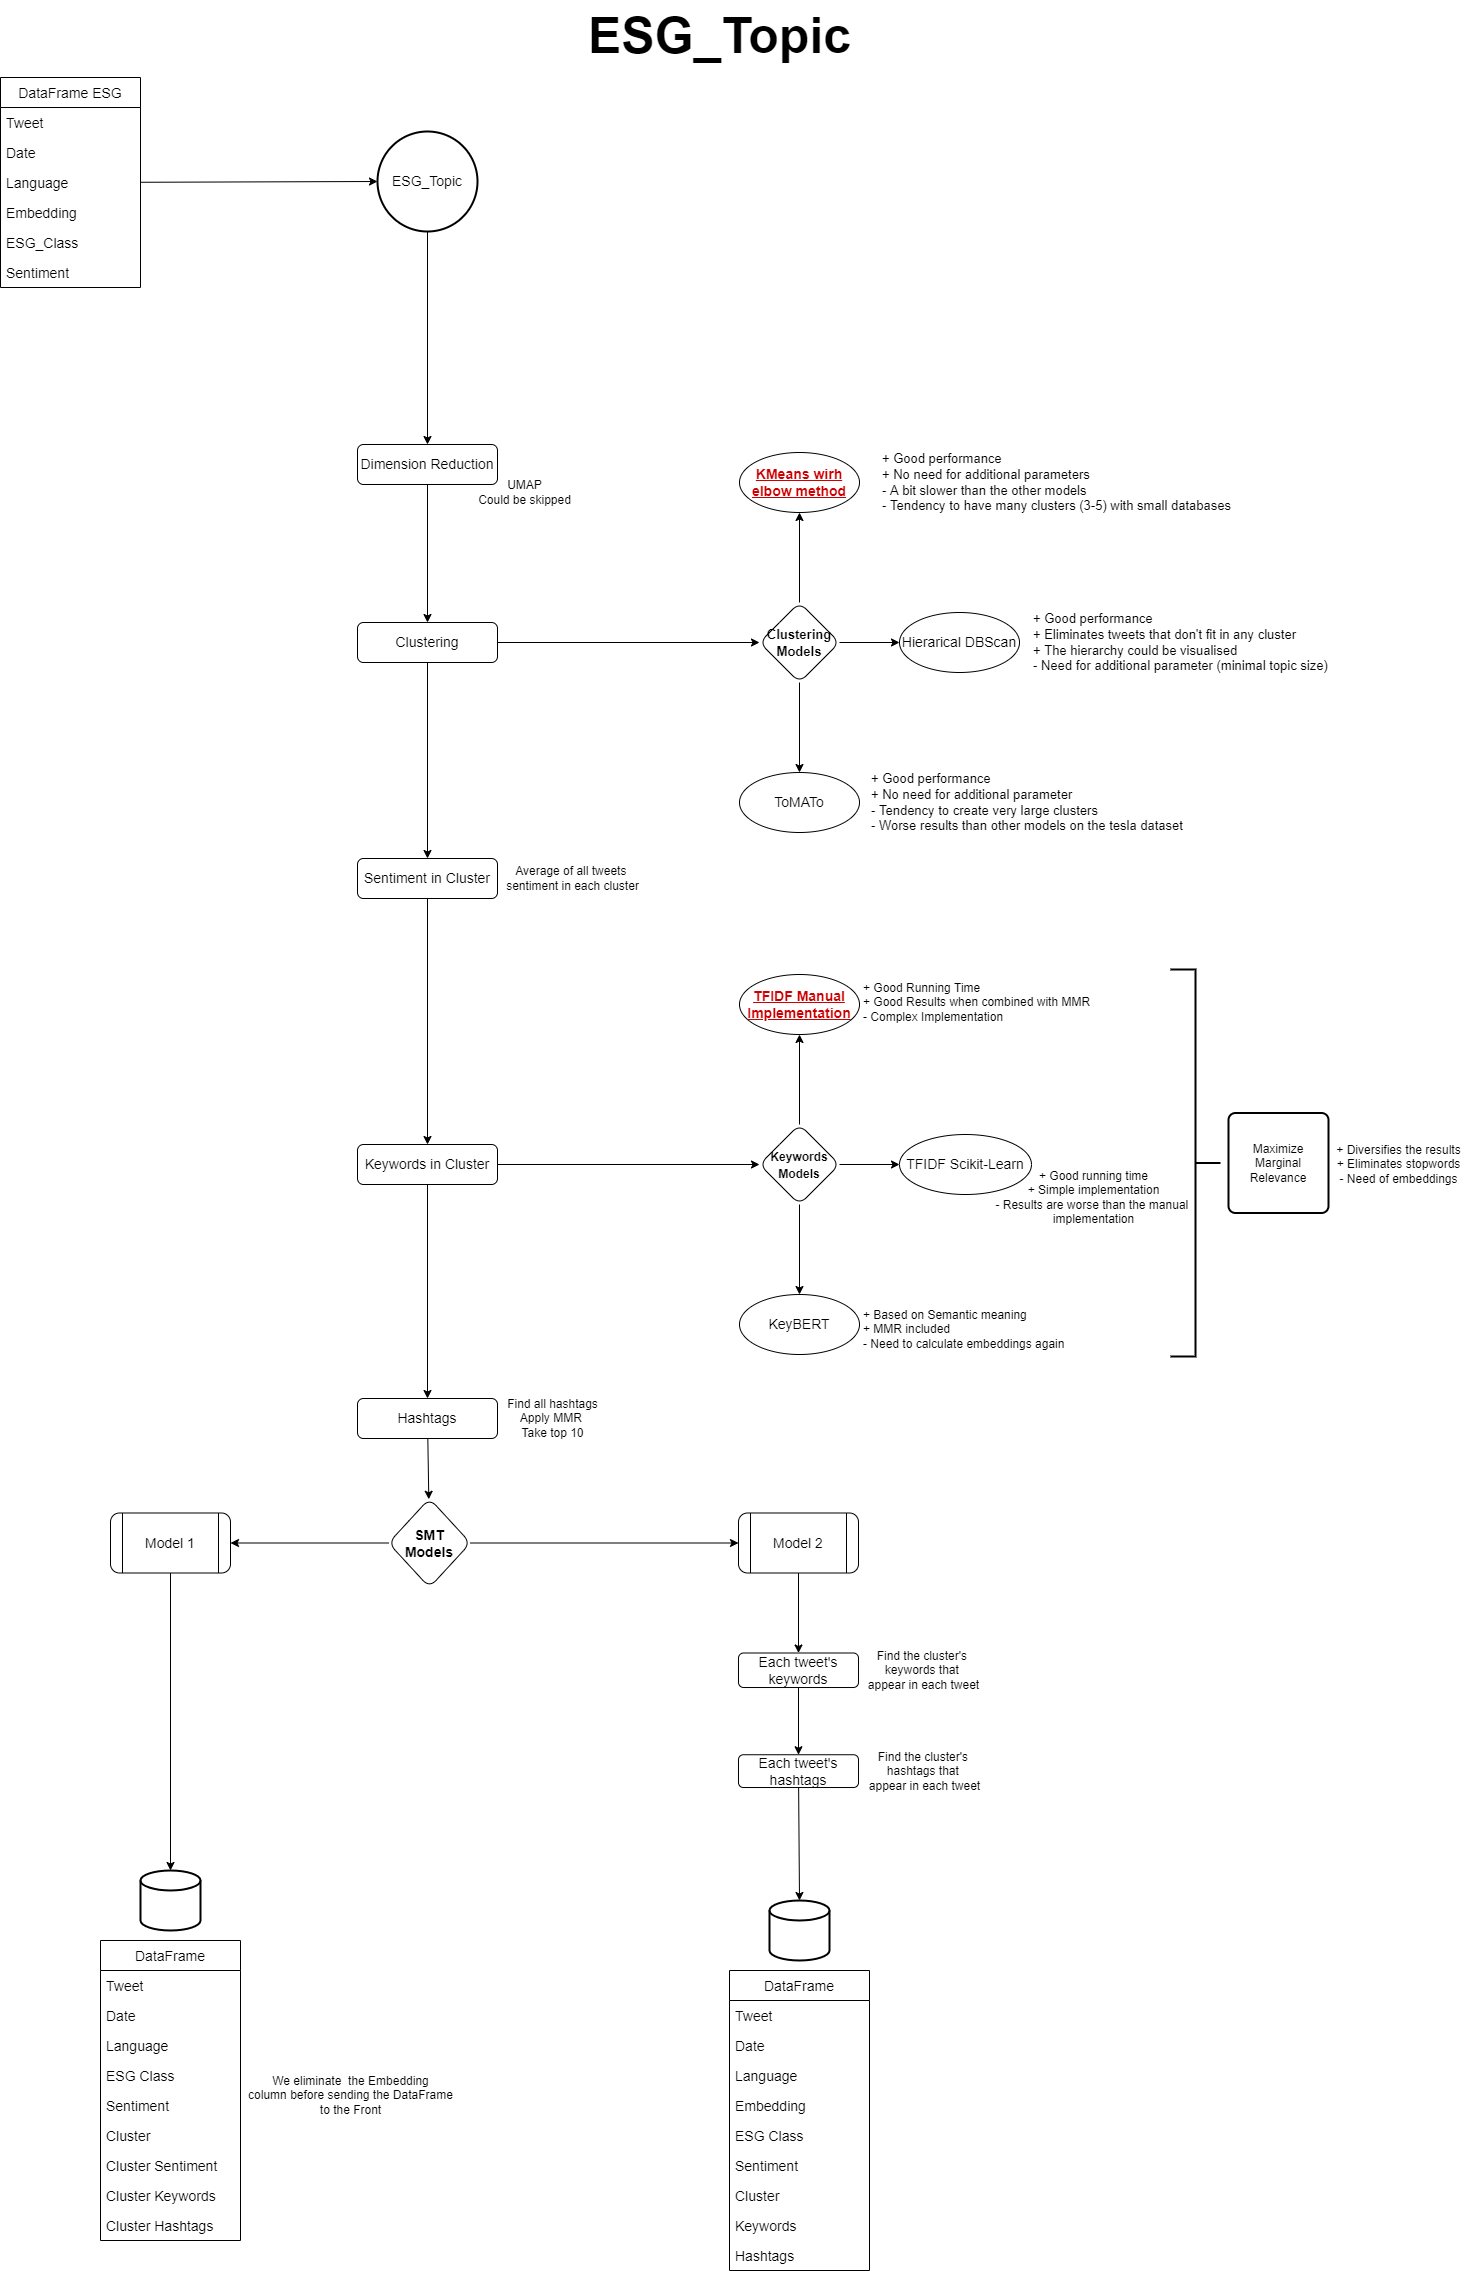 ESG_Topic
DataFrame ESG
Tweet
Date
Language
Embedding
ESG_Class
Sentiment
ESG_Topic
Dimension Reduction
UMAP
Could be skipped
KMeans wirh
elbow method
+ Good performance
+ No need for additional parameters
- A bit slower than the other models
- Tendency to have many clusters (3-5) with small databases
Clustering
Clustering
Models
Hierarical DBScan
+ Good performance
+ Eliminates tweets that don't fit in any cluster
+ The hierarchy could be visualised
- Need for additional parameter (minimal topic size)
ToMATo
+ Good performance
+ No need for additional parameter
- Tendency to create very large clusters
- Worse results than other models on the tesla dataset
Sentiment in Cluster
Average of all tweets
sentiment in each cluster
TFIDF Manual
Implementation
+ Good Running Time
+ Good Results when combined with MMR
- Complex Implementation
Keywords in Cluster
Keywords
Models
TFIDF Scikit-Learn
+ Good running time
+ Simple implementation
- Results are worse than the manual
implementation
Maximize
Marginal
Relevance
+ Diversifies the results
+ Eliminates stopwords
- Need of embeddings
KeyBERT
+ Based on Semantic meaning
+ MMR included
- Need to calculate embeddings again
Hashtags
Find all hashtags
Apply MMR
Take top 10
SMT
Models
Model 1
Model 2
Each tweet's
keywords
Find the cluster's
keywords that
appear in each tweet
Each tweet's
hashtags
Find the cluster's
hashtags that
appear in each tweet
DataFrame
Tweet
Date
Language
ESG Class
Sentiment
Cluster
Cluster Sentiment
Cluster Keywords
Cluster Hashtags
We eliminate  the Embedding
column before sending the DataFrame
to the Front
DataFrame
Tweet
Date
Language
Embedding
ESG Class
Sentiment
Cluster
Keywords
Hashtags